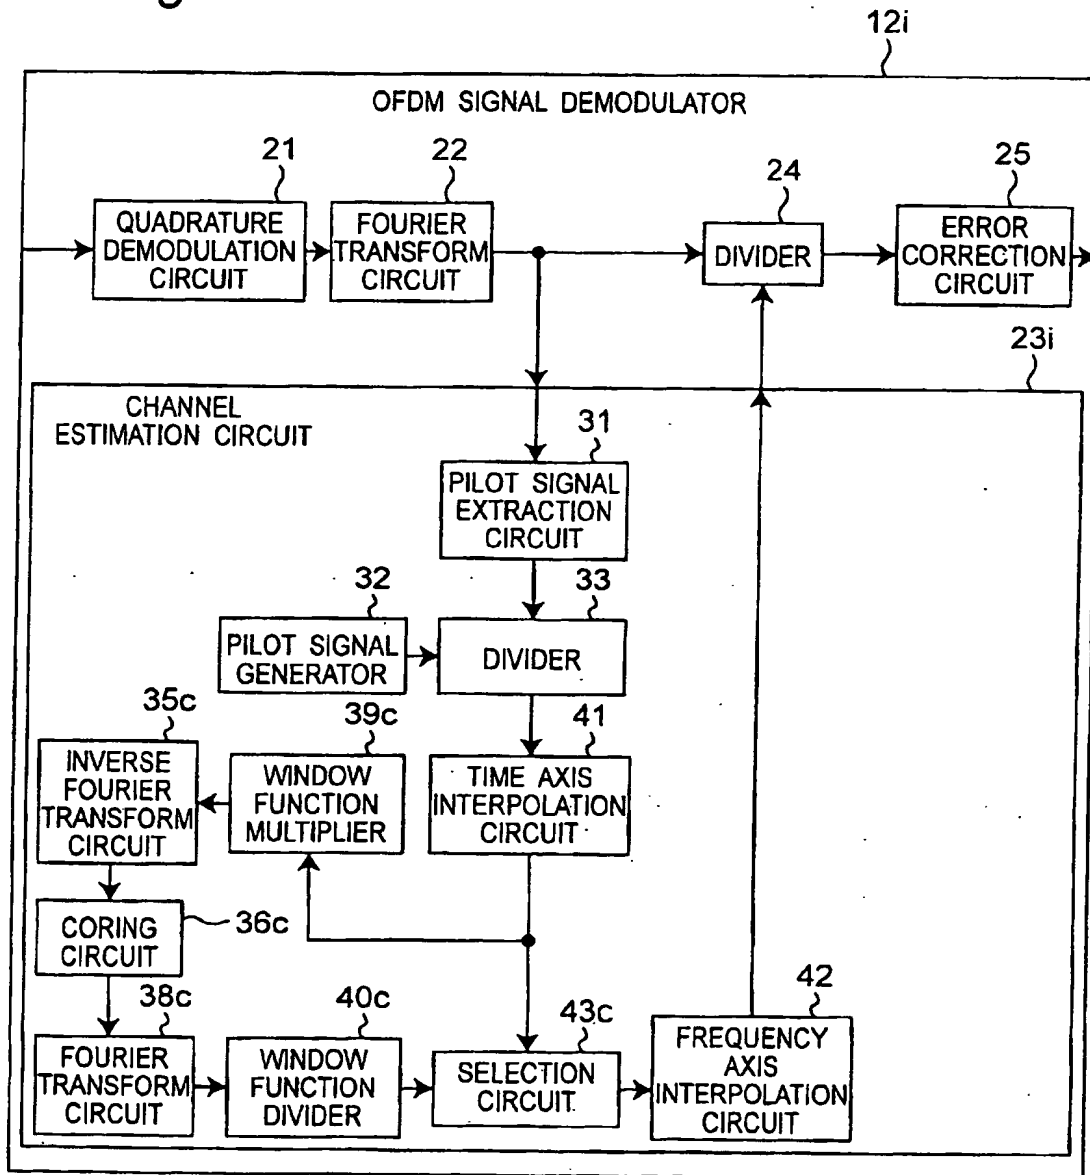 12i
OFDM SIGNAL DEMODULATOR
21
QUADRATURE
DEMODULATION
CIRCUIT
22
FOURIER
TRANSFORM
CIRCUIT
24
DIVIDER
25
ERROR
CORRECTION
CIRCUIT
23i
CHANNEL
ESTIMATION CIRCUIT
31
PILOT SIGNAL
EXTRACTION
CIRCUIT
32
PILOT SIGNAL
GENERATOR
33
DIVIDER
35c
INVERSE
FOURIER
TRANSFORM
CIRCUIT
39c
WINDOW
FUNCTION
MULTIPLIER
41
TIME AXIS
INTERPOLATION
CIRCUIT
CORING
CIRCUIT
36c
38c
FOURIER
TRANSFORM
CIRCUIT
40c
WINDOW
FUNCTION
DIVIDER
43c
SELECTION
CIRCUIT
42
FREQUENCY
AXIS
INTERPOLATION
CIRCUIT